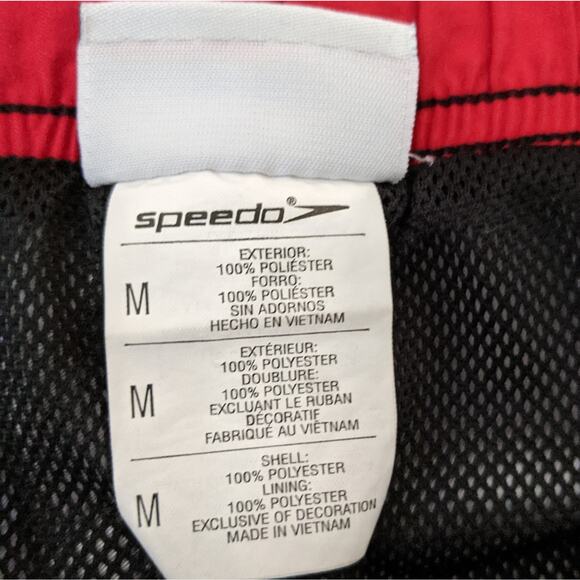 speedo®
M
EXTERIOR:
100% POLIÉSTER
FORRO:
100% POLIÉSTER
SIN ADORNOS
HECHO EN VIETNAM
M
EXTÉRIEUR:
100% POLYESTER
DOUBLURE:
100% POLYESTER
EXCLUANT LE RUBAN
DÉCORATIF
FABRIQUÉ AU VIÊTNAM
M
SHELL:
100% POLYESTER
LINING:
100% POLYESTER
EXCLUSIVE OF DECORATION
MADE IN VIETNAM